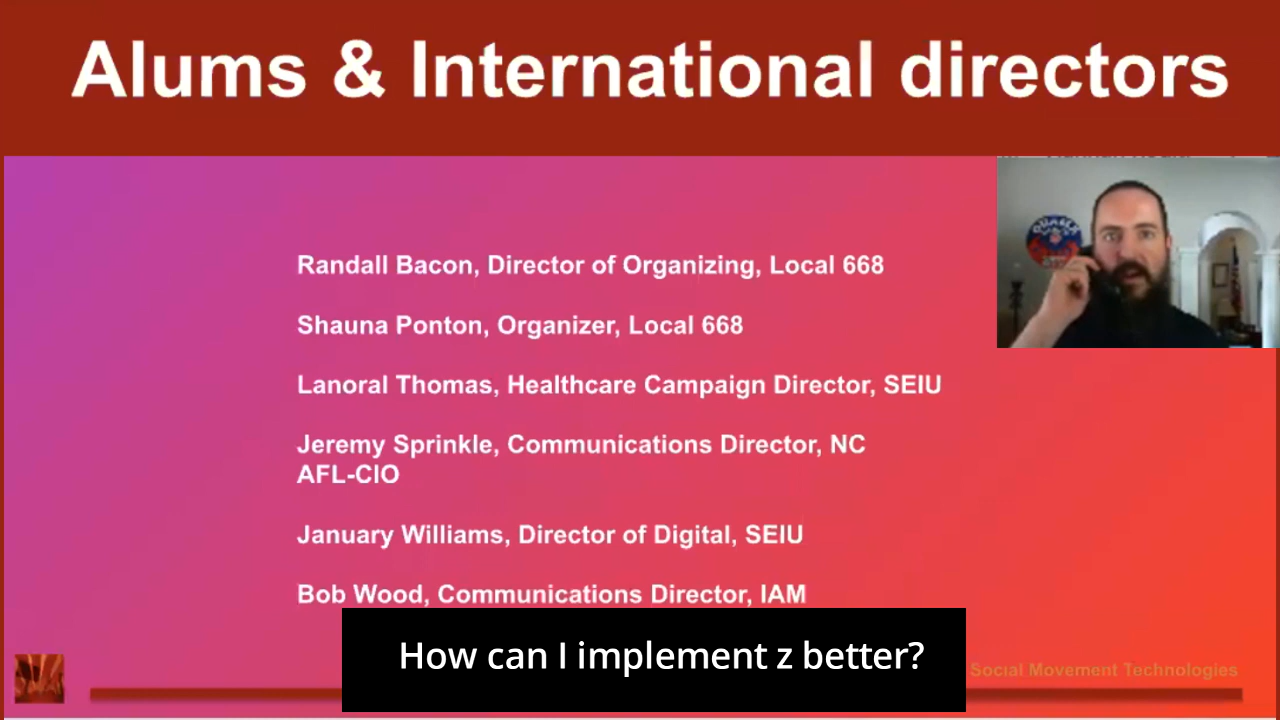 Alums & International directors
Randall Bacon, Director of Organizing, Local 668
Shauna Ponton, Organizer, Local 668
Lanoral Thomas, Healthcare Campaign Director, SEIU
Jeremy Sprinkle, Communications Director, NC
AFL-CIO
January Williams, Director of Digital, SEIU
Bob Wood, Communications Director, IAM
How can I implement z better?
Social Movement Technologies